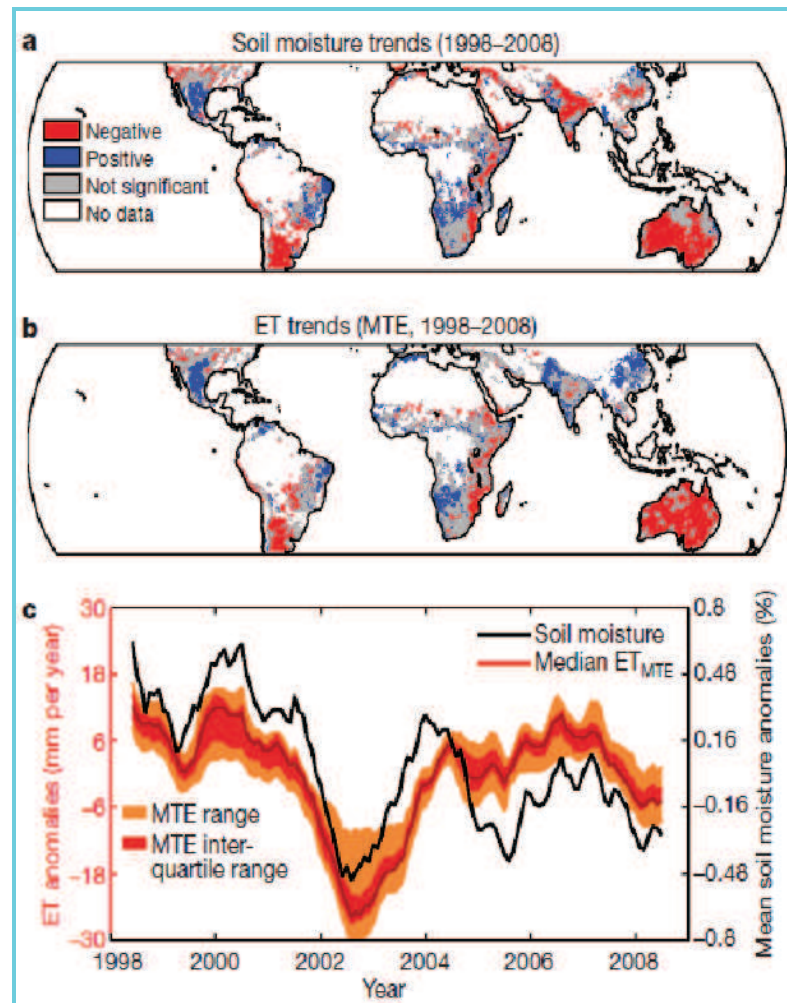 a
Soil moisture trends (1998–2008)
Negative
Positive
Not significant
No data
b
ET trends (MTE, 1998–2008)
c
30
18
6
–6
–18
–30
ET anomalies (mm per year)
Soil moisture
Median ETMTE
MTE range
MTE inter-
quartile range
0.8
0.48
0.16
–0.16
–0.48
–0.8
Mean soil moisture anomalies (%)
1998
2000
2002
2004
2006
2008
Year